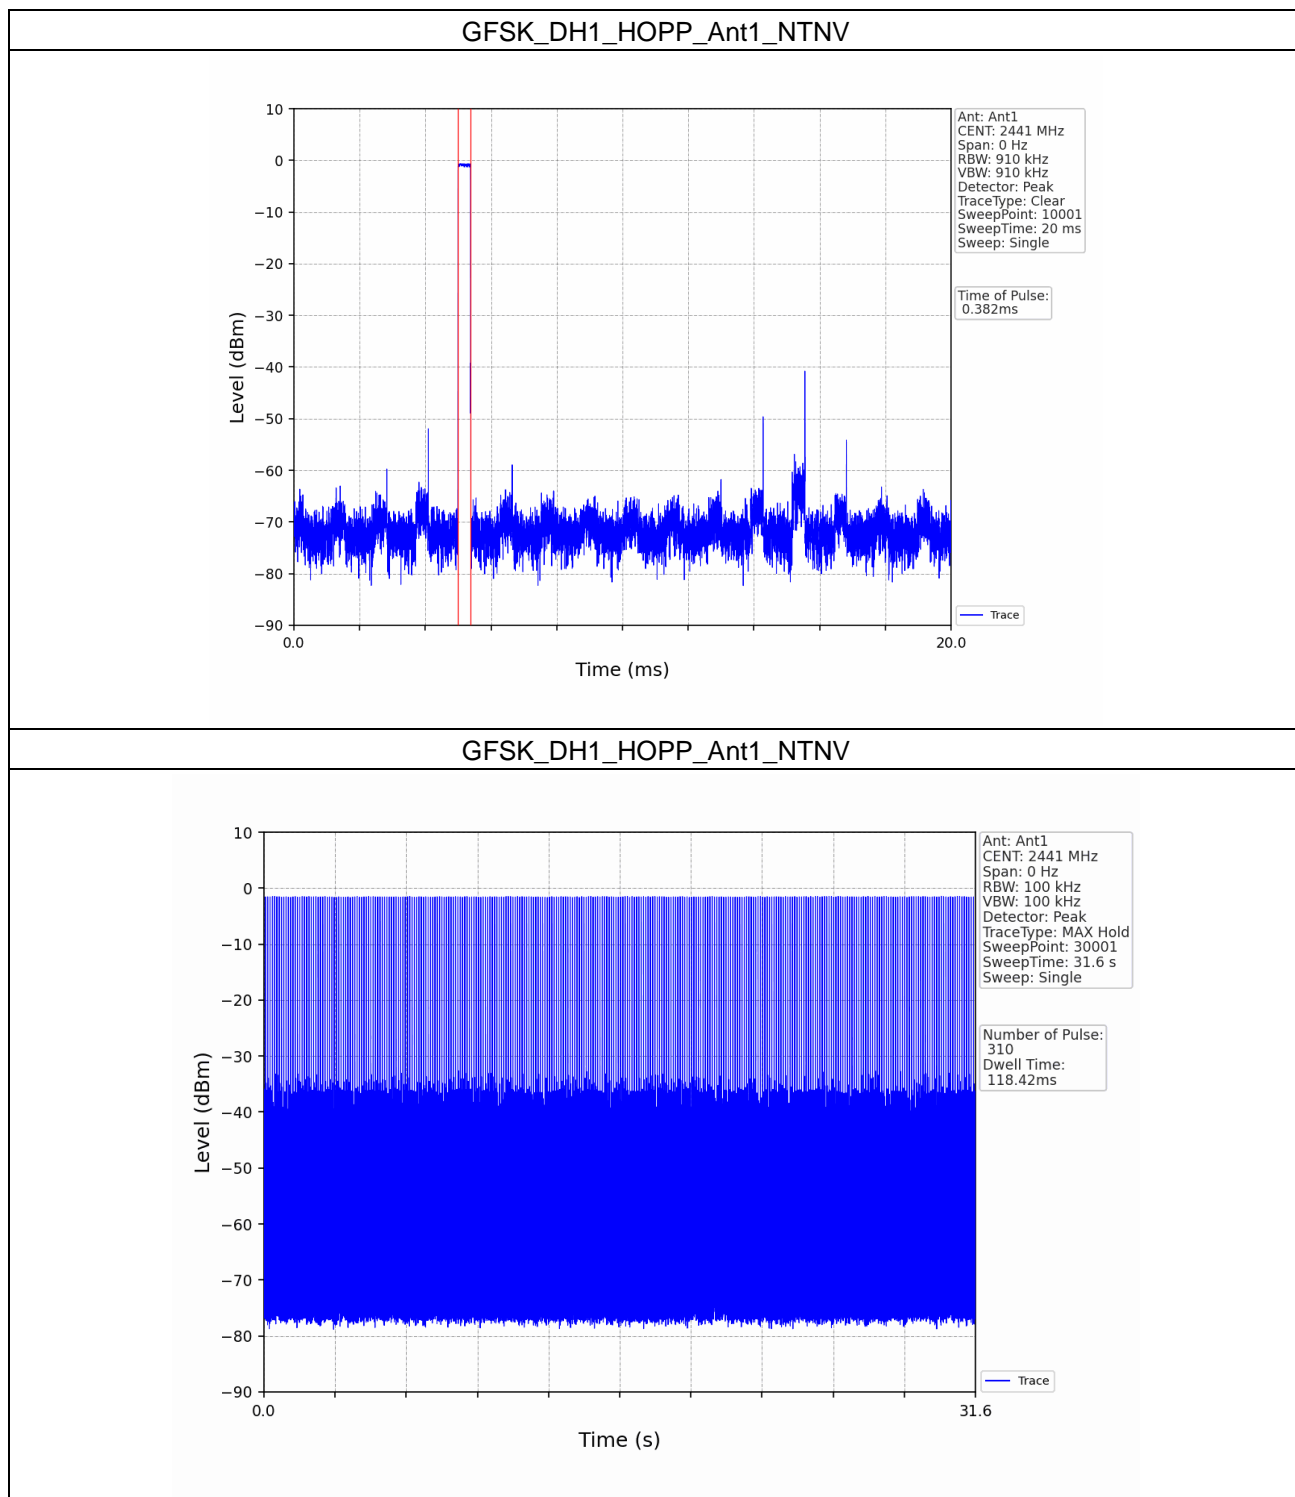 GFSK_DH1_HOPP_Ant1_NTNV
10
0
−10
−20
−30
−40
−50
−60
−70
−80
−90
Level (dBm)
0.0
20.0
Time (ms)
Ant: Ant1
CENT: 2441 MHz
Span: 0 Hz
RBW: 910 kHz
VBW: 910 kHz
Detector: Peak
TraceType: Clear
SweepPoint: 10001
SweepTime: 20 ms
Sweep: Single
Time of Pulse:
0.382ms
Trace
GFSK_DH1_HOPP_Ant1_NTNV
10
0
−10
−20
−30
−40
−50
−60
−70
−80
−90
Level (dBm)
0.0
31.6
Time (s)
Ant: Ant1
CENT: 2441 MHz
Span: 0 Hz
RBW: 100 kHz
VBW: 100 kHz
Detector: Peak
TraceType: MAX Hold
SweepPoint: 30001
SweepTime: 31.6 s
Sweep: Single
Number of Pulse:
310
Dwell Time:
118.42ms
Trace